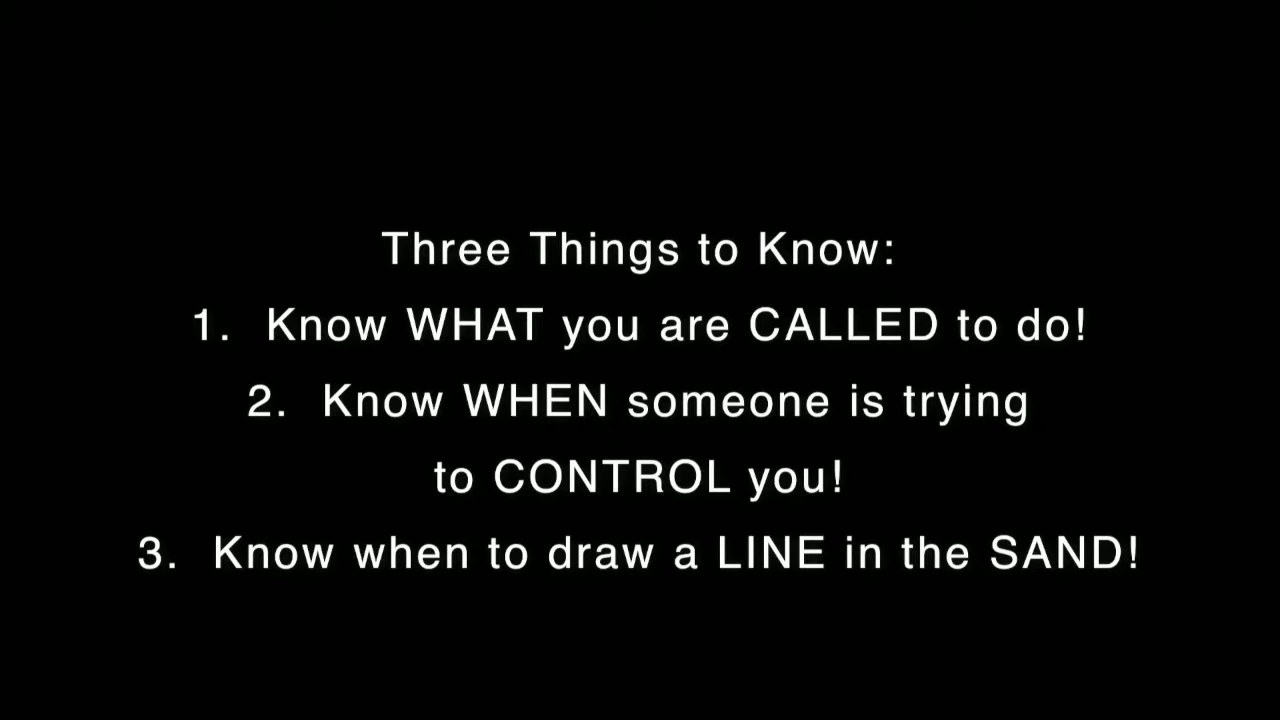 Three Things to Know:
1. Know WHAT you are CALLED to do!
2. Know WHEN someone is trying
to CONTROL you!
3. Know when to draw a LINE in the SAND!